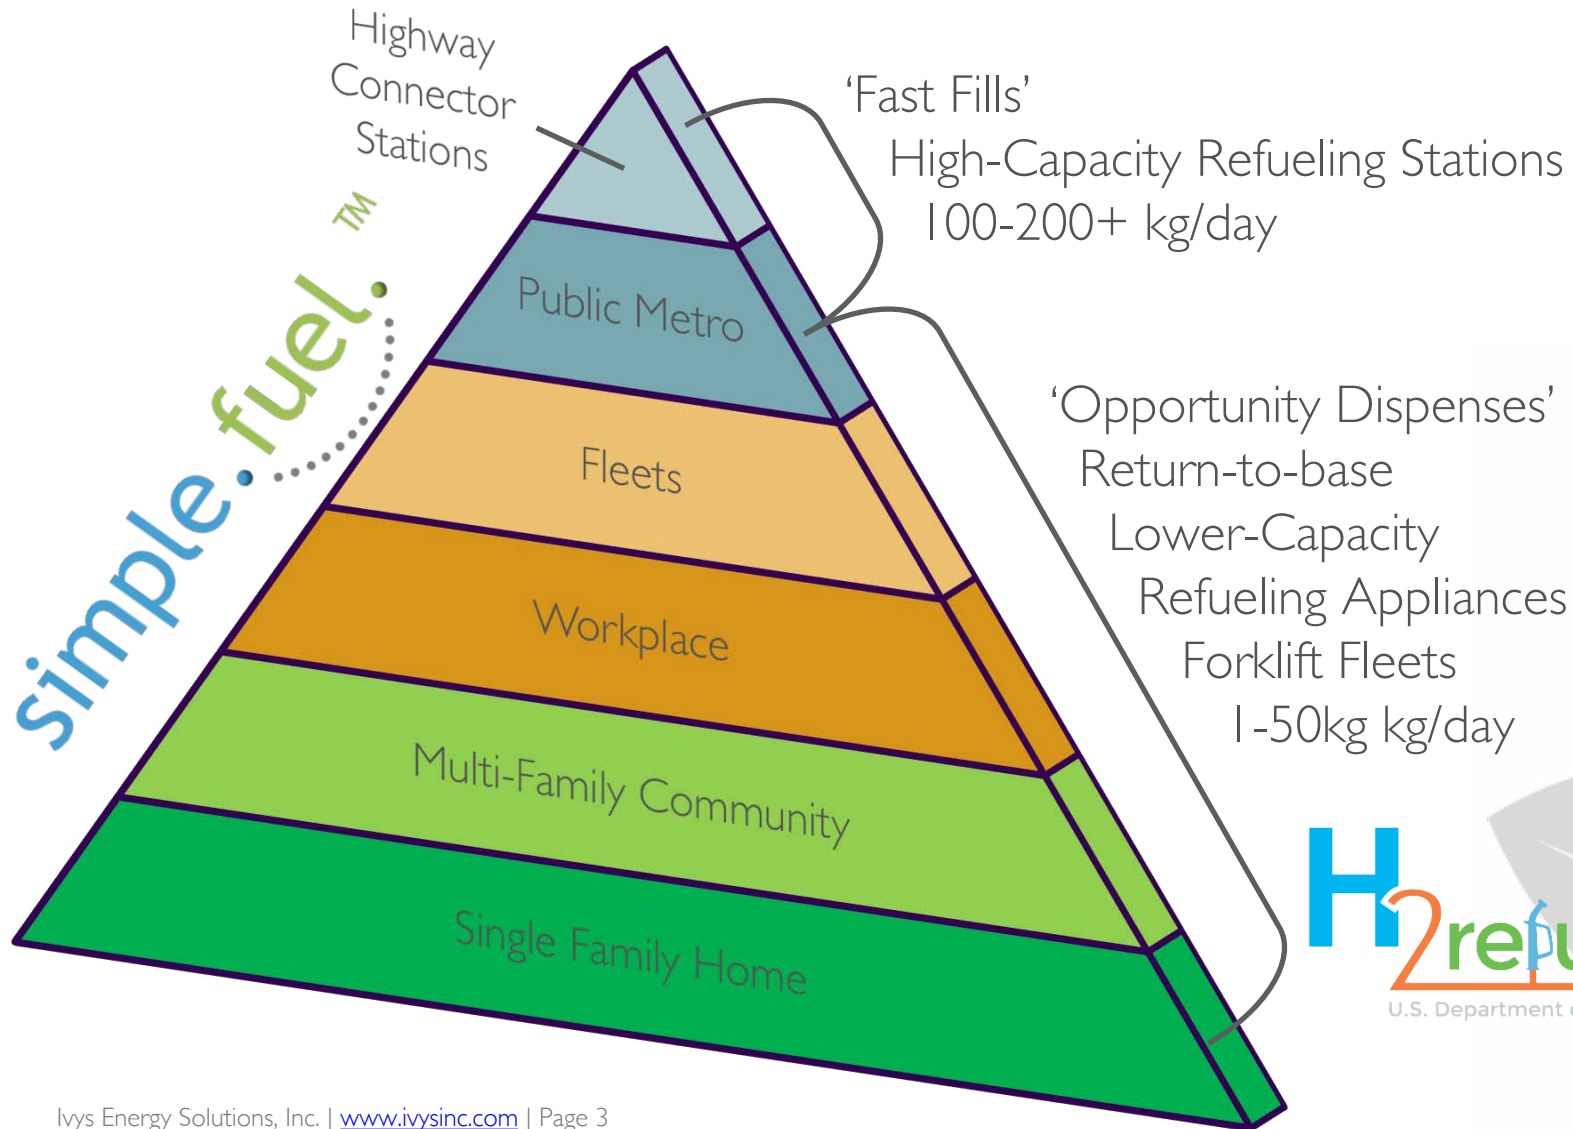 Highway
Connector
Stations
simple.fuel.™
'Fast Fills'
High-Capacity Refueling Stations
100-200+ kg/day
Public Metro
Fleets
Workplace
Multi-Family Community
Single Family Home
'Opportunity Dispenses'
Return-to-base
Lower-Capacity
Refueling Appliances
Forklift Fleets
1-50kg kg/day
H2refu
U.S. Department
Ivys Energy Solutions, Inc. | www.ivysinc.com | Page 3